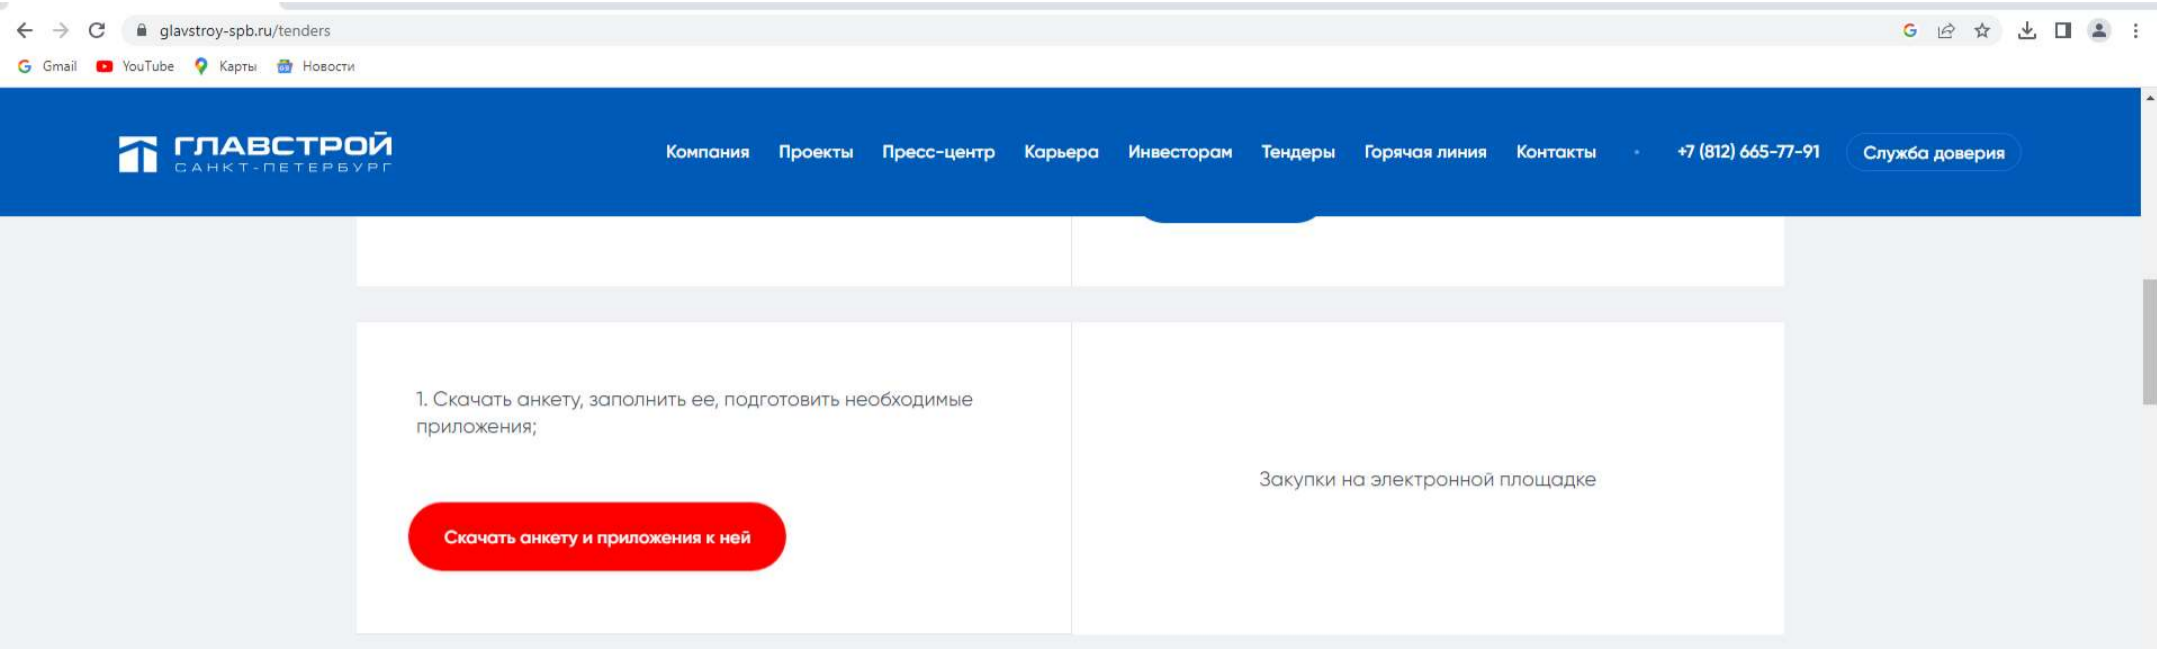 glavstroy-spb.ru/tenders
Gmail YouTube Карты Новости
ГЛАВСТРОЙ
САНКТ-ПЕТЕРБУРГ
Компания Проекты Пресс-центр Карьера Инвесторам Тендеры Горячая линия Контакты +7 (812) 665-77-91 Служба доверия
1. Скачать анкету, заполнить ее, подготовить необходимые
приложения;
Скачать анкету и приложения к ней
Закупки на электронной площадке